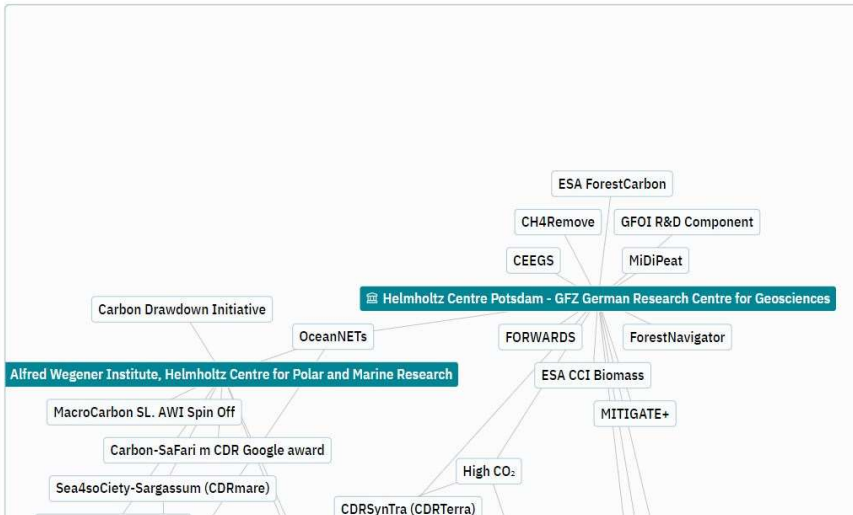 ESA ForestCarbon
CH4Remove
GFOI R&D Component
CEEGS
MiDiPeat
Helmholtz Centre Potsdam - GFZ German Research Centre for Geosciences
Carbon Drawdown Initiative
OceanNETs
FORWARDS
ForestNavigator
Alfred Wegener Institute, Helmholtz Centre for Polar and Marine Research
ESA CCI Biomass
MacroCarbon SL. AWI Spin Off
MITIGATE+
Carbon-SaFari m CDR Google award
High CO₂
Sea4soCiety-Sargassum (CDRmare)
CDRSynTra (CDRTerra)